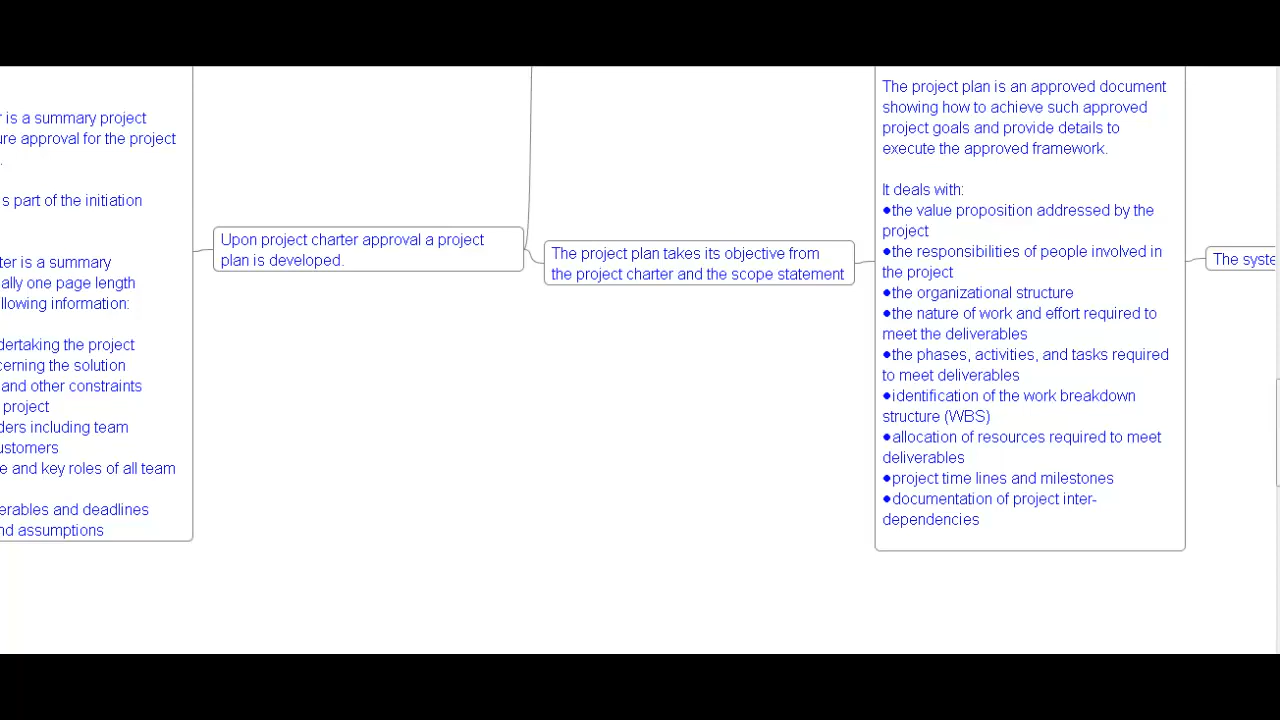 r is a summary project
ure approval for the project
.
s part of the initiation
ter is a summary
ally one page length
llowing information:
dertaking the project
cerning the solution
and other constraints
project
ders including team
ustomers
e and key roles of all team
erables and deadlines
nd assumptions
Upon project charter approval a project
plan is developed.
The project plan takes its objective from
the project charter and the scope statement
The project plan is an approved document
showing how to achieve such approved
project goals and provide details to
execute the approved framework.
It deals with:
●the value proposition addressed by the
project
●the responsibilities of people involved in
the project
●the organizational structure
●the nature of work and effort required to
meet the deliverables
●the phases, activities, and tasks required
to meet deliverables
●identification of the work breakdown
structure (WBS)
●allocation of resources required to meet
deliverables
●project time lines and milestones
●documentation of project inter-
dependencies
The syste